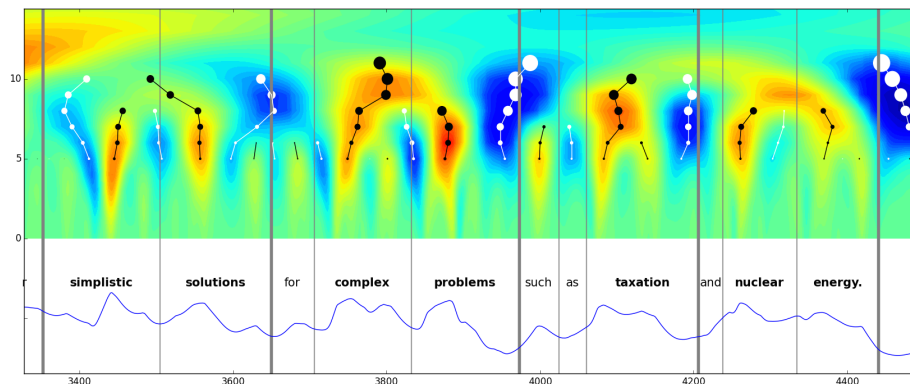 10
5
0
r simplistic solutions for complex problems such as taxation and nuclear energy.
3400 3600 3800 4000 4200 4400